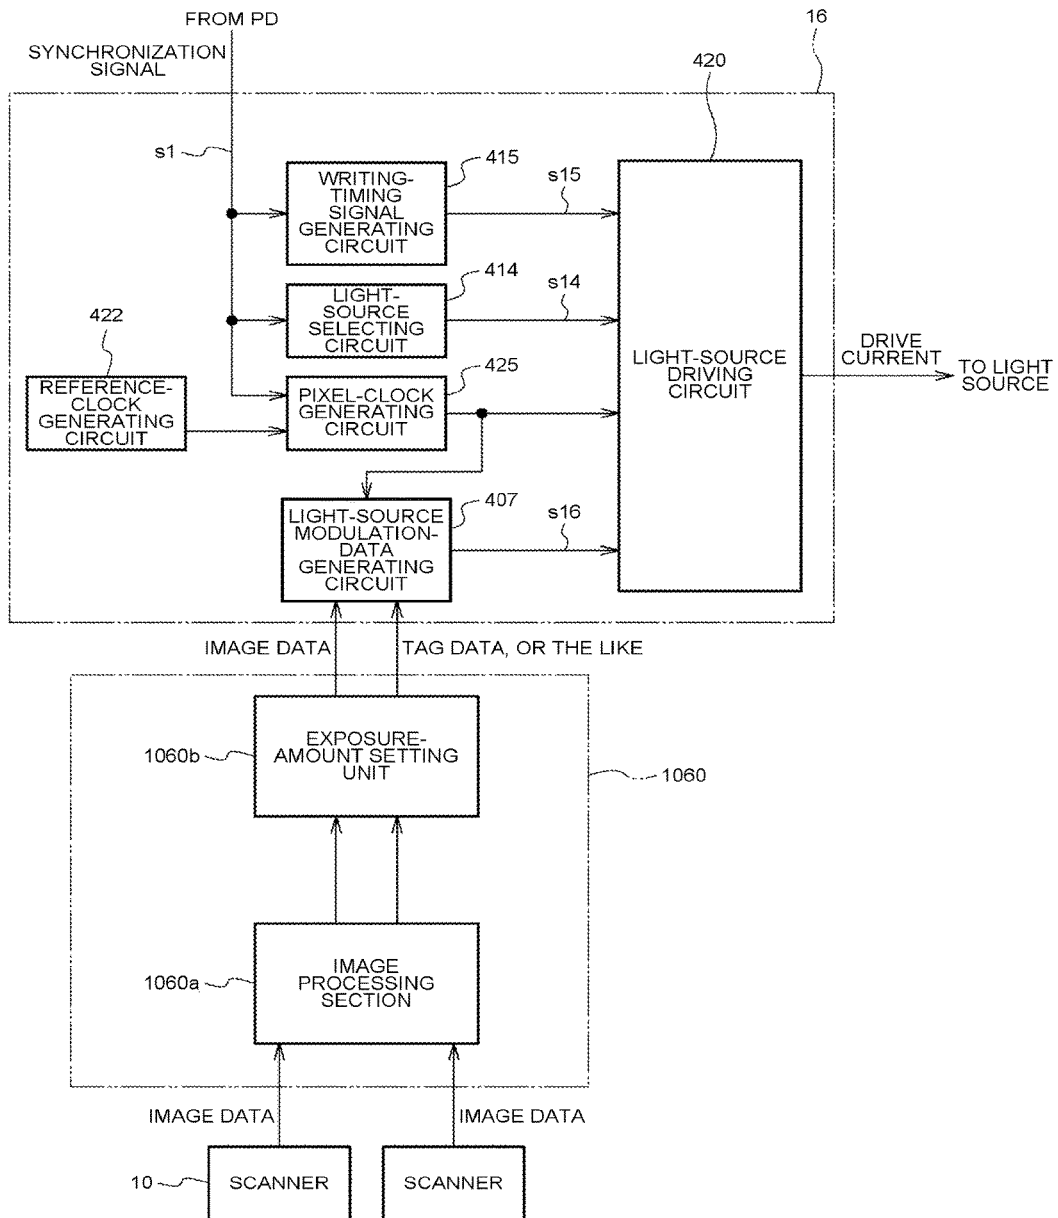 FROM PD
16
SYNCHRONIZATION
SIGNAL
420
s1
WRITING-
TIMING
SIGNAL
GENERATING
CIRCUIT
415
s15
LIGHT-
SOURCE
SELECTING
CIRCUIT
414
s14
422
REFERENCE-
CLOCK
GENERATING
CIRCUIT
PIXEL-CLOCK
GENERATING
CIRCUIT
425
LIGHT-SOURCE
DRIVING
CIRCUIT
DRIVE
CURRENT
TO LIGHT
SOURCE
LIGHT-SOURCE
MODULATION-
DATA
GENERATING
CIRCUIT
407
s16
IMAGE DATA
TAG DATA, OR THE LIKE
1060b
EXPOSURE-
AMOUNT SETTING
UNIT
1060
1060a
IMAGE
PROCESSING
SECTION
IMAGE DATA
IMAGE DATA
10
SCANNER
SCANNER